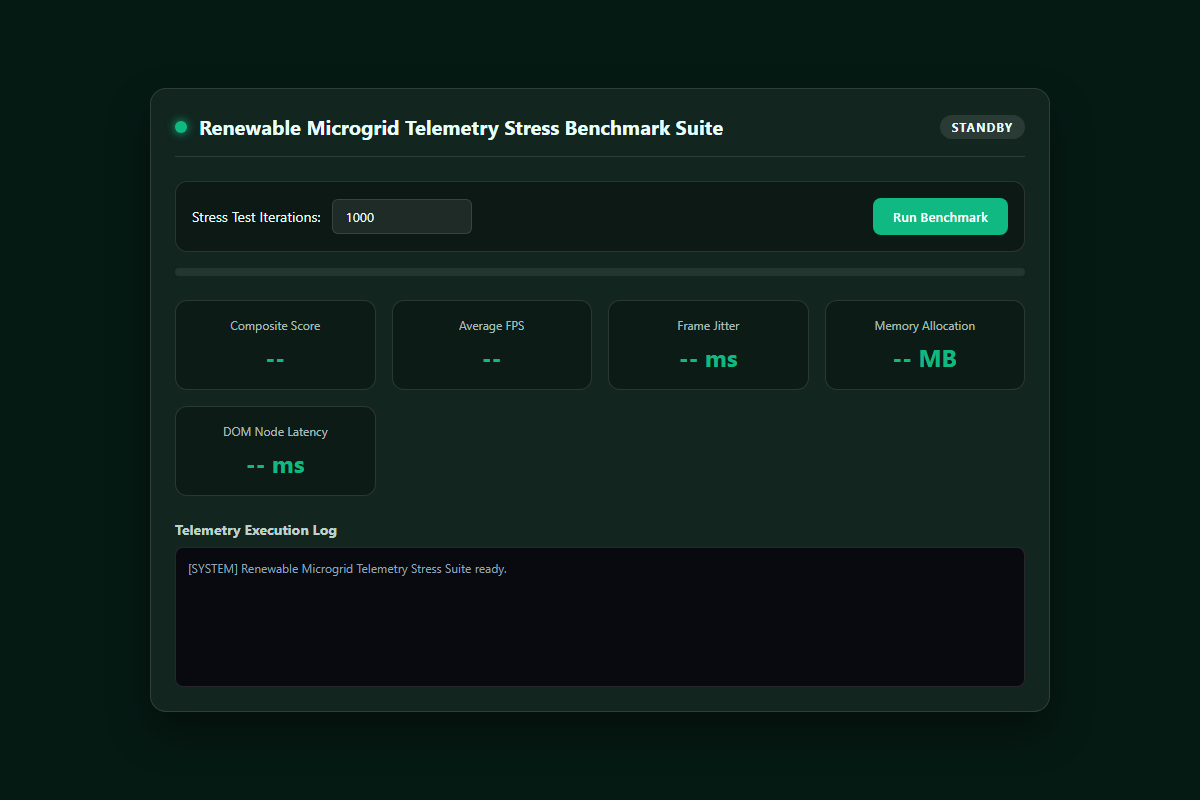 Renewable Microgrid Telemetry Stress Benchmark Suite
STANDBY
Stress Test Iterations:
1000
Run Benchmark
Composite Score
--
Average FPS
--
Frame Jitter
-- ms
Memory Allocation
-- MB
DOM Node Latency
-- ms
Telemetry Execution Log
[SYSTEM] Renewable Microgrid Telemetry Stress Suite ready.